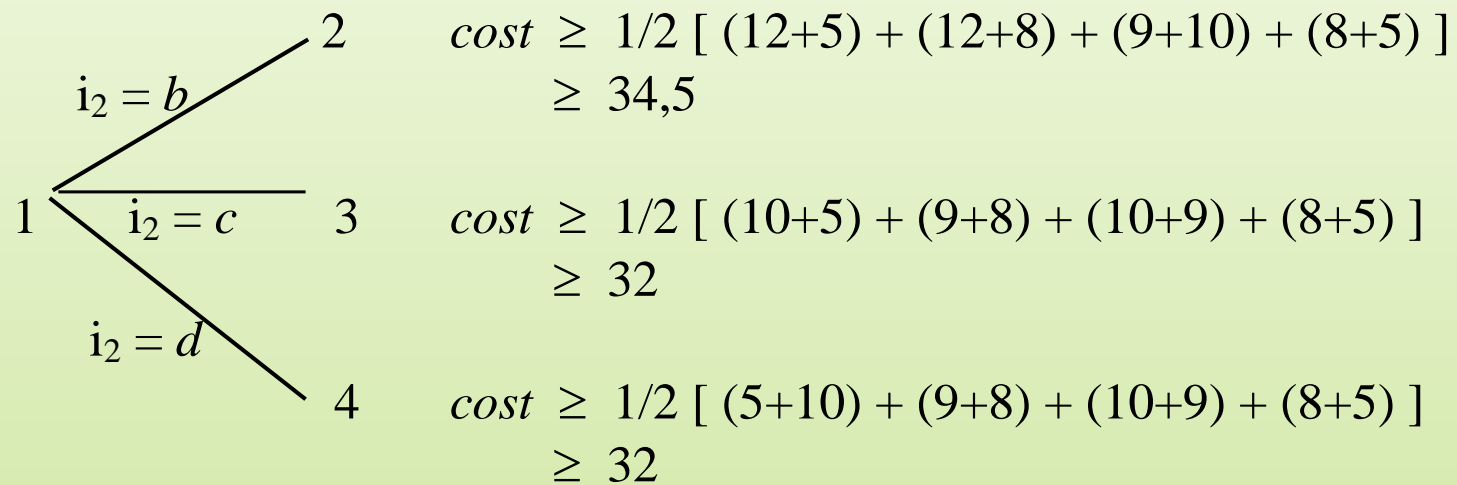 2 cost ≥ 1/2 [ (12+5) + (12+8) + (9+10) + (8+5) ]
i₂ = b ≥ 34,5
1 i₂ = c 3 cost ≥ 1/2 [ (10+5) + (9+8) + (10+9) + (8+5) ]
≥ 32
i₂ = d
4 cost ≥ 1/2 [ (5+10) + (9+8) + (10+9) + (8+5) ]
≥ 32